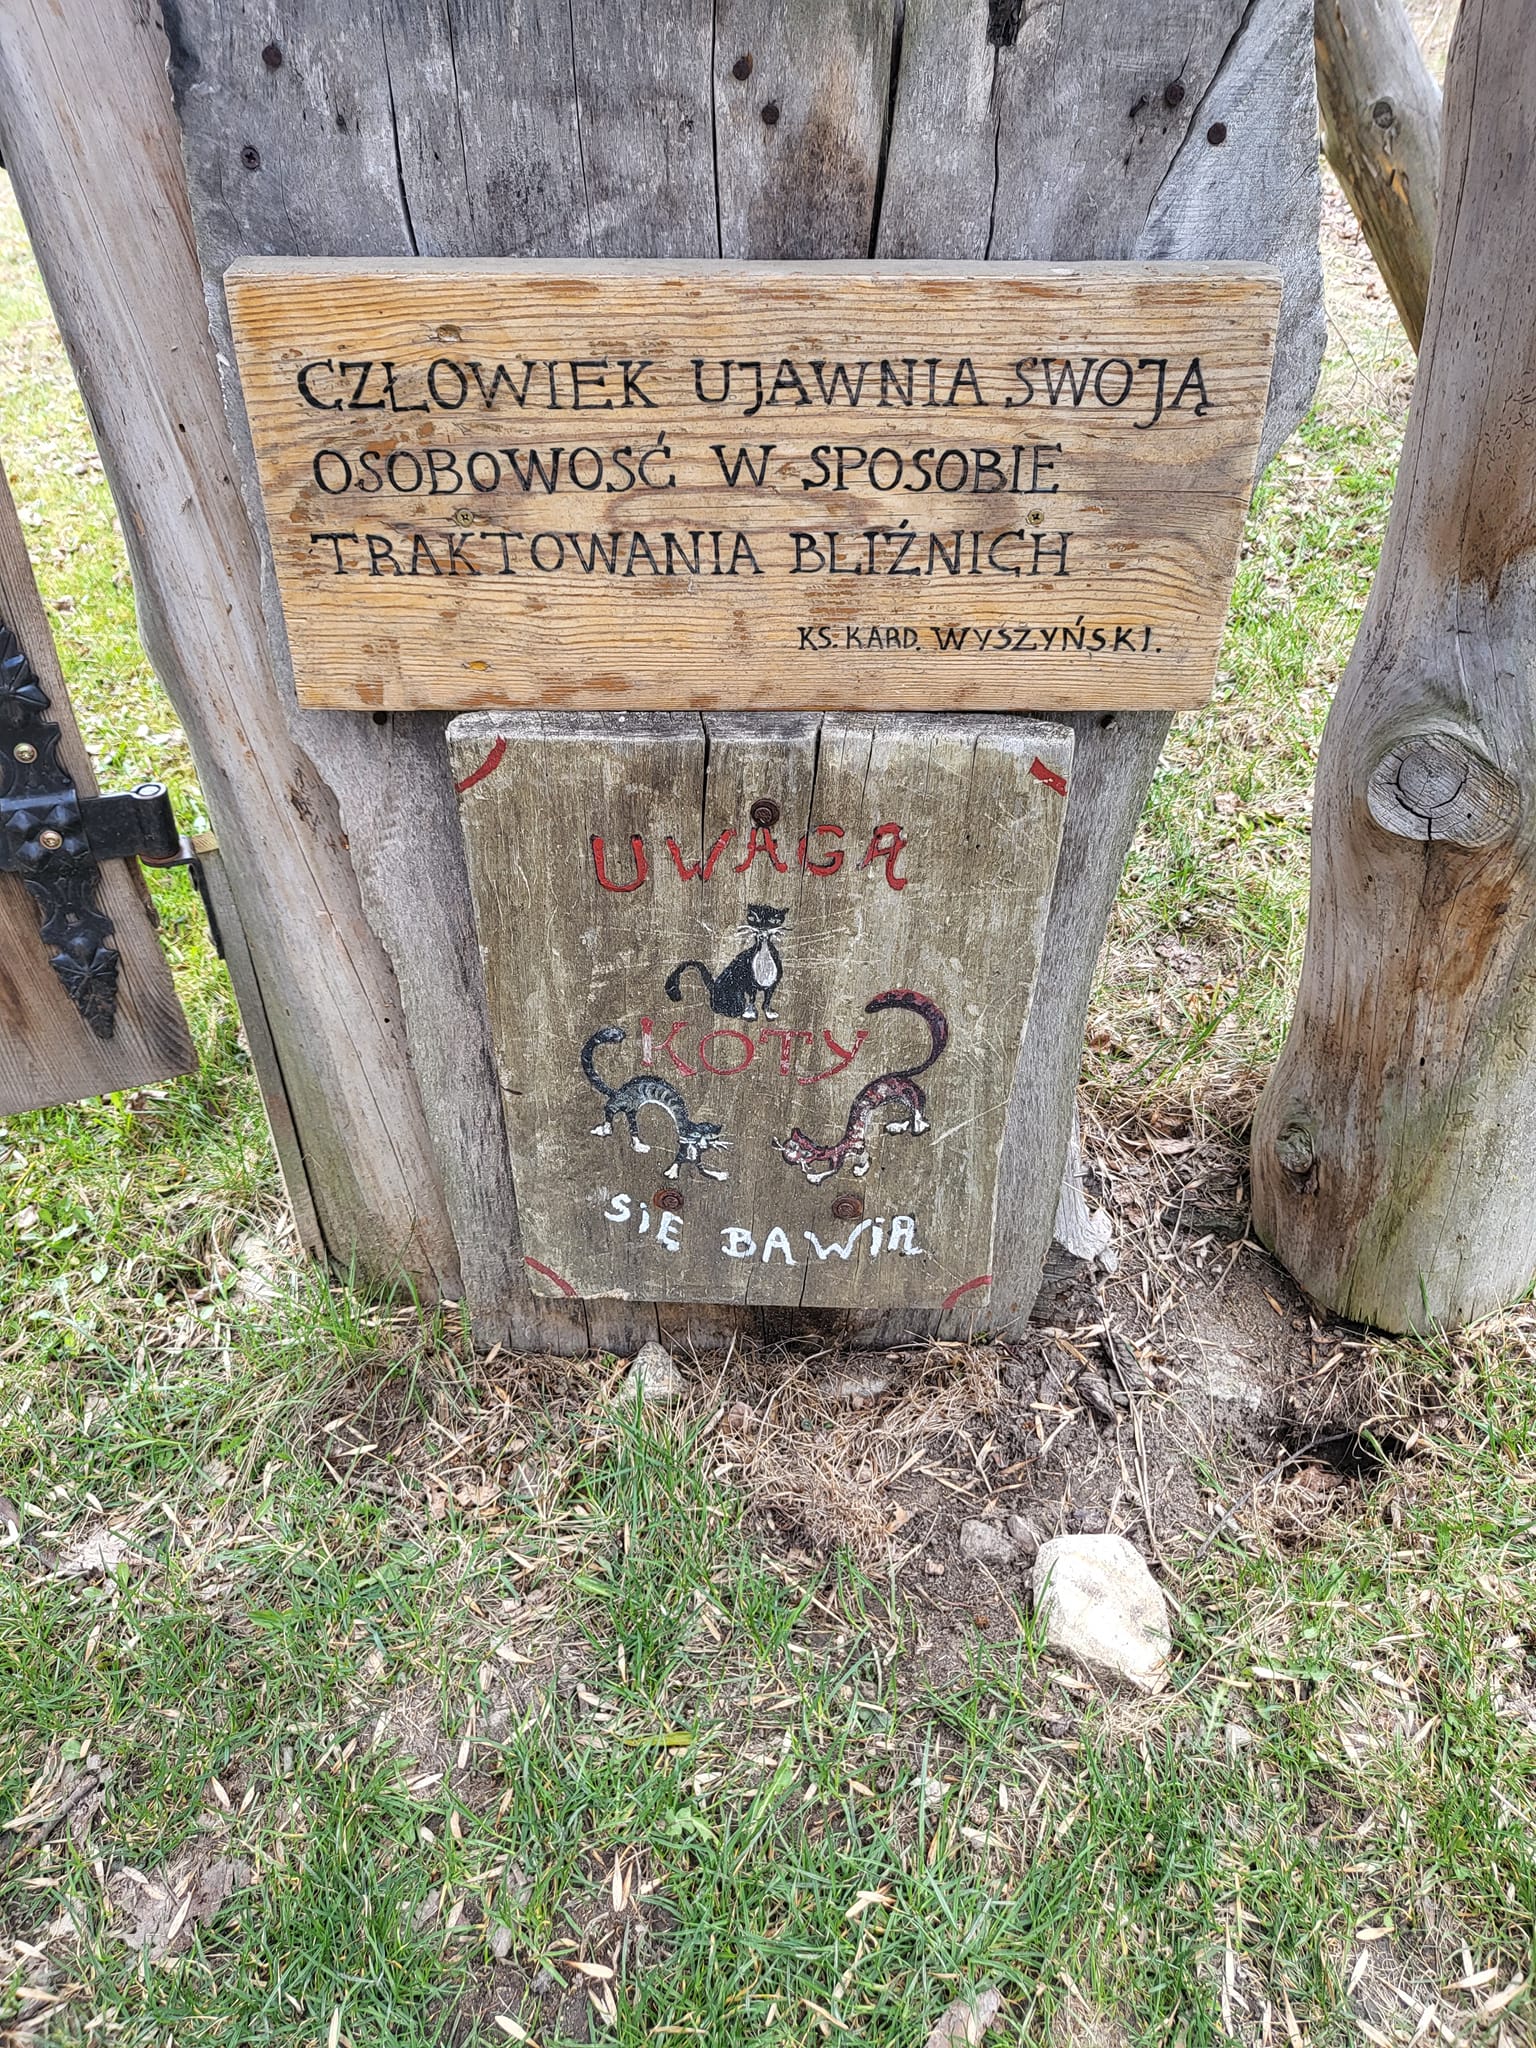 CZŁOWIEK UJAWNIA SWOJĄ
OSOBOWOŚĆ W SPOSOBIE
TRAKTOWANIA BLIŹNICH
KS. KARD. WYSZYŃSKI.
UWAGA
KOTY
SIĘ BAWIĄ